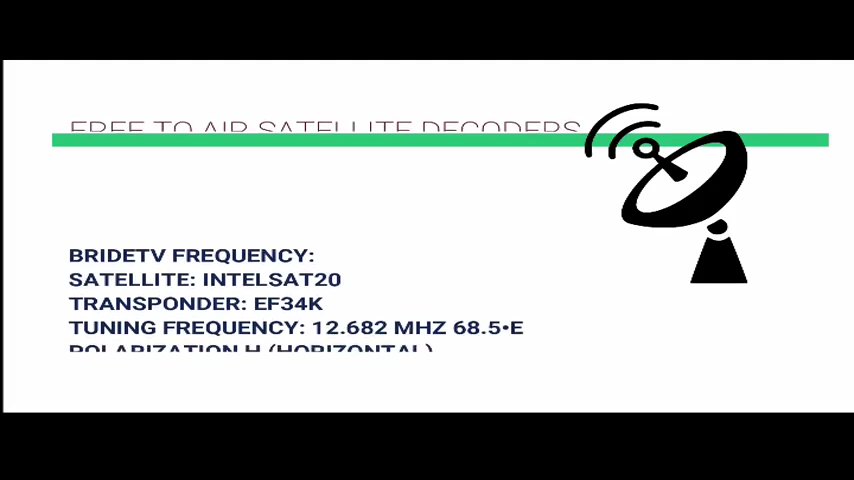 FREE TO AIR SATELLITE DECODERS
BRIDETV FREQUENCY:
SATELLITE: INTELSAT20
TRANSPONDER: EF34K
TUNING FREQUENCY: 12.682 MHZ 68.5•E
POLARIZATION H (HORIZONTAL)